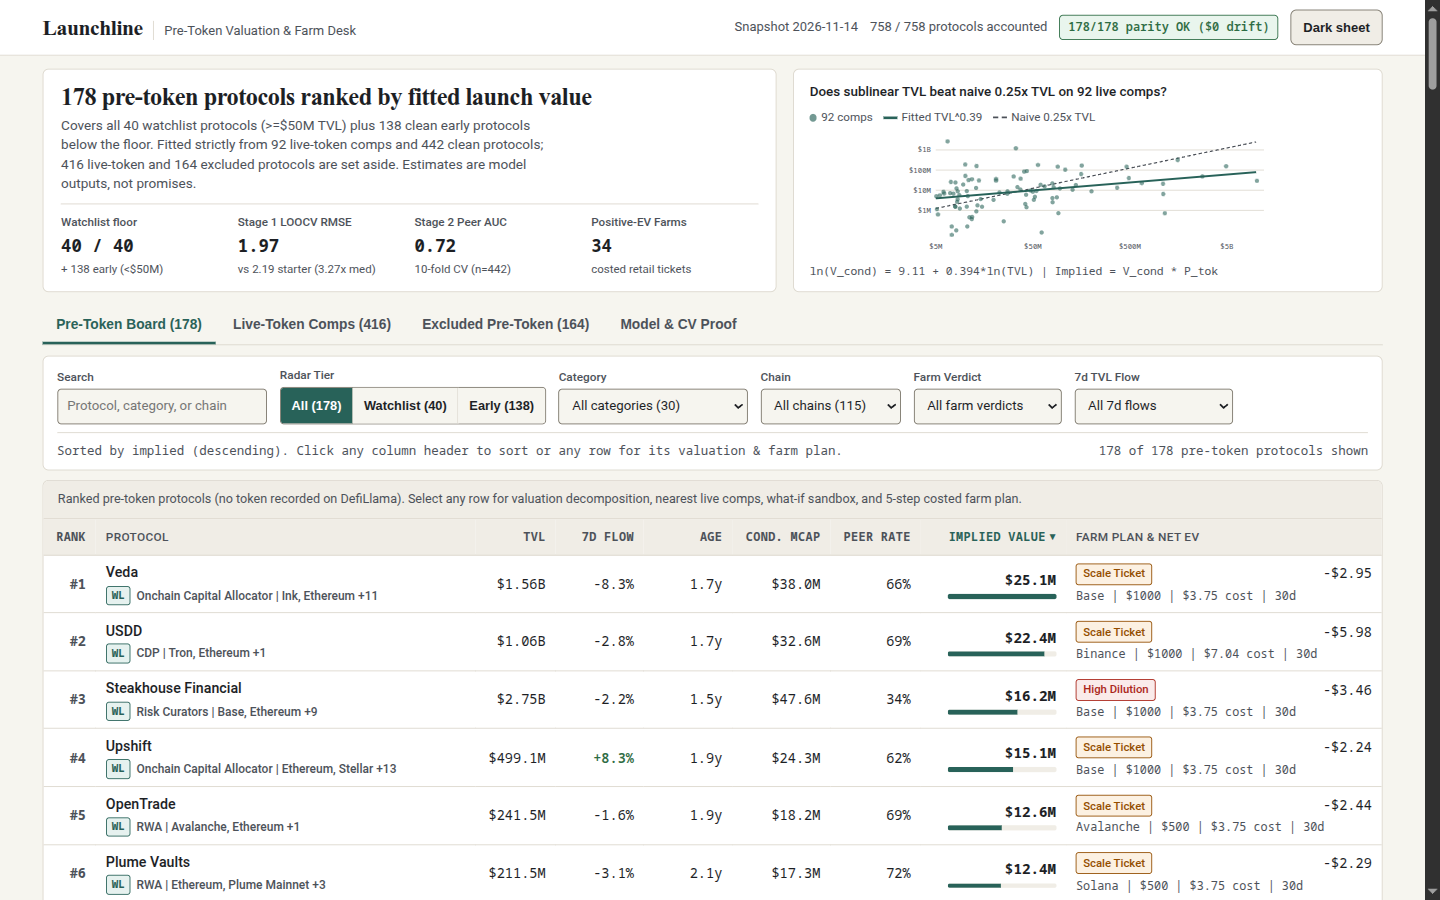 Launchline
Pre-Token Valuation & Farm Desk
Snapshot 2026-11-14
758 / 758 protocols accounted
178/178 parity OK ($0 drift)
Dark sheet
178 pre-token protocols ranked by fitted launch value
Covers all 40 watchlist protocols (>=$50M TVL) plus 138 clean early protocols
below the floor. Fitted strictly from 92 live-token comps and 442 clean protocols;
416 live-token and 164 excluded protocols are set aside. Estimates are model
outputs, not promises.
Watchlist floor
40 / 40
+ 138 early (<$50M)
Stage 1 LOOCV RMSE
1.97
vs 2.19 starter (3.27x med)
Stage 2 Peer AUC
0.72
10-fold CV (n=442)
Positive-EV Farms
34
costed retail tickets
Does sublinear TVL beat naive 0.25x TVL on 92 live comps?
92 comps
Fitted TVL^0.39
Naive 0.25x TVL
$1B
$100M
$10M
$1M
$5M
$50M
$500M
$5B
ln(V_cond) = 9.11 + 0.394*ln(TVL) | Implied = V_cond * P_tok
Pre-Token Board (178)
Live-Token Comps (416)
Excluded Pre-Token (164)
Model & CV Proof
Search
Protocol, category, or chain
Radar Tier
All (178)
Watchlist (40)
Early (138)
Category
All categories (30)
Chain
All chains (115)
Farm Verdict
All farm verdicts
7d TVL Flow
All 7d flows
Sorted by implied (descending). Click any column header to sort or any row for its valuation & farm plan.
178 of 178 pre-token protocols shown
Ranked pre-token protocols (no token recorded on DefiLlama). Select any row for valuation decomposition, nearest live comps, what-if sandbox, and 5-step costed farm plan.
RANK PROTOCOL TVL 7D FLOW AGE COND. MCAP PEER RATE IMPLIED VALUE ▼ FARM PLAN & NET EV
#1 Veda $1.56B -8.3% 1.7y $38.0M 66% $25.1M Scale Ticket -$2.95
WL Onchain Capital Allocator | Ink, Ethereum +11 Base | $1000 | $3.75 cost | 30d
#2 USDD $1.06B -2.8% 1.7y $32.6M 69% $22.4M Scale Ticket -$5.98
WL CDP | Tron, Ethereum +1 Binance | $1000 | $7.04 cost | 30d
#3 Steakhouse Financial $2.75B -2.2% 1.5y $47.6M 34% $16.2M High Dilution -$3.46
WL Risk Curators | Base, Ethereum +9 Base | $1000 | $3.75 cost | 30d
#4 Upshift $499.1M +8.3% 1.9y $24.3M 62% $15.1M Scale Ticket -$2.24
WL Onchain Capital Allocator | Ethereum, Stellar +13 Base | $1000 | $3.75 cost | 30d
#5 OpenTrade $241.5M -1.6% 1.9y $18.2M 69% $12.6M Scale Ticket -$2.44
WL RWA | Avalanche, Ethereum +1 Avalanche | $500 | $3.75 cost | 30d
#6 Plume Vaults $211.5M -3.1% 2.1y $17.3M 72% $12.4M Scale Ticket -$2.29
WL RWA | Ethereum, Plume Mainnet +3 Solana | $500 | $3.75 cost | 30d